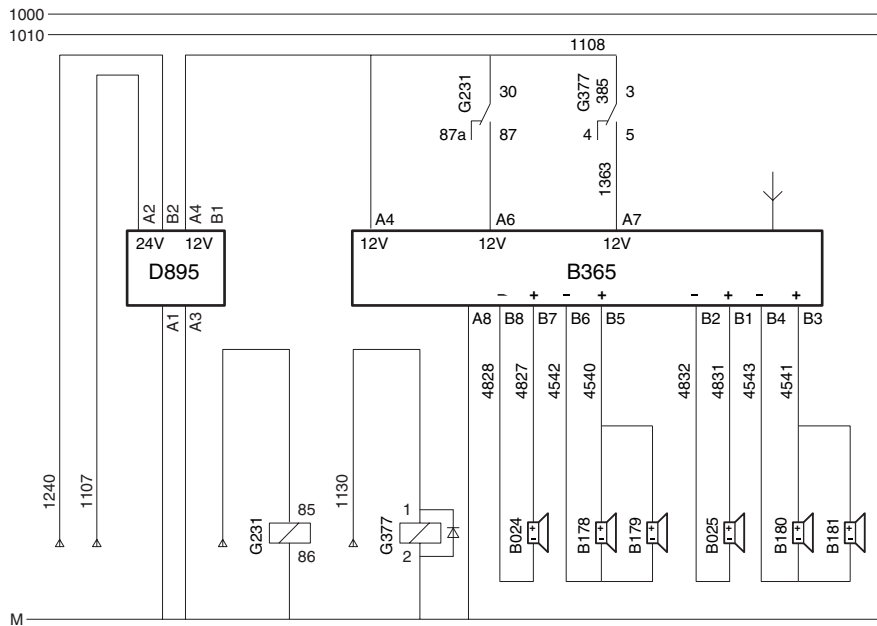 1000
1010
1108
G231
30
G377
385
3
87a
87
4
5
1363
A2
B2
A4
B1
A4
A6
A7
24V
12V
12V
12V
12V
D895
B365
- + - +
- + - +
A1
A3
A8
B8
B7
B6
B5
B2
B1
B4
B3
4828
4827
4542
4540
4832
4831
4543
4541
1240
1107
G231
85
86
1130
G377
1
2
B024
+ -
B178
+ -
B179
+ -
B025
+ -
B180
+ -
B181
+ -
M